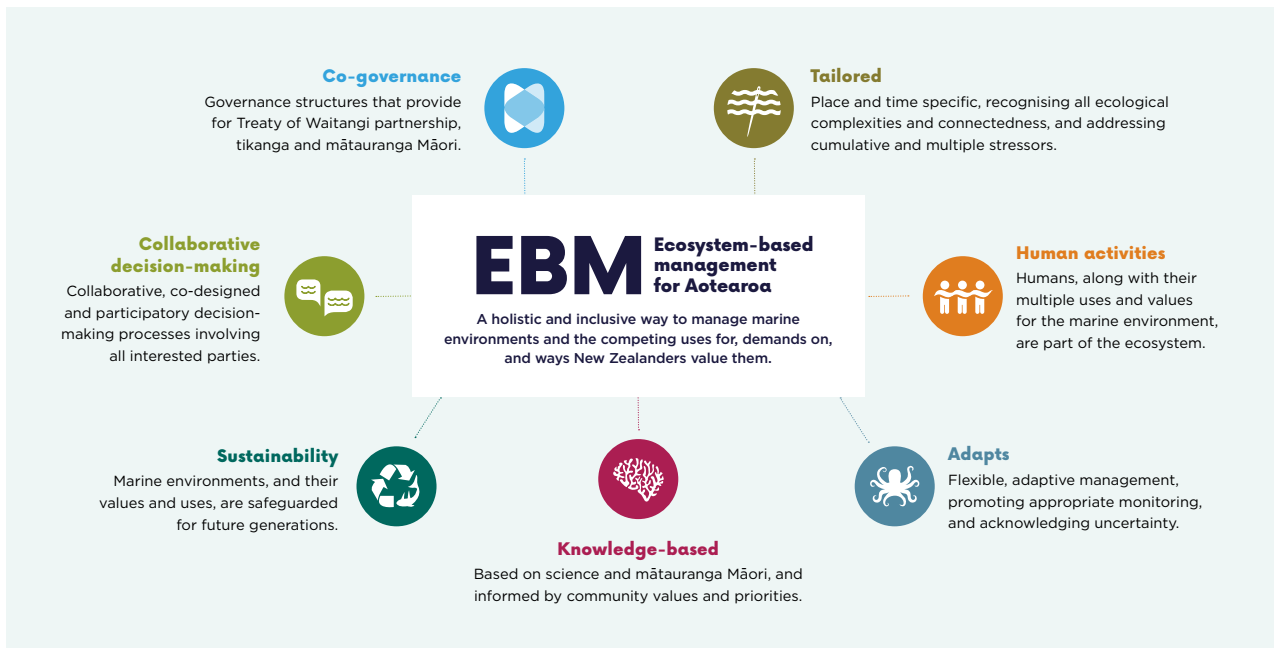 Co-governance
Governance structures that provide
for Treaty of Waitangi partnership,
tikanga and mātauranga Māori.
Tailored
Place and time specific, recognising all ecological
complexities and connectedness, and addressing
cumulative and multiple stressors.
Collaborative
decision-making
Collaborative, co-designed
and participatory decision-
making processes involving
all interested parties.
EBM
Ecosystem-based
management
for Aotearoa
A holistic and inclusive way to manage marine
environments and the competing uses for, demands on,
and ways New Zealanders value them.
Human activities
Humans, along with their
multiple uses and values
for the marine environment,
are part of the ecosystem.
Sustainability
Marine environments, and their
values and uses, are safeguarded
for future generations.
Knowledge-based
Based on science and mātauranga Māori, and
informed by community values and priorities.
Adapts
Flexible, adaptive management,
promoting appropriate monitoring,
and acknowledging uncertainty.